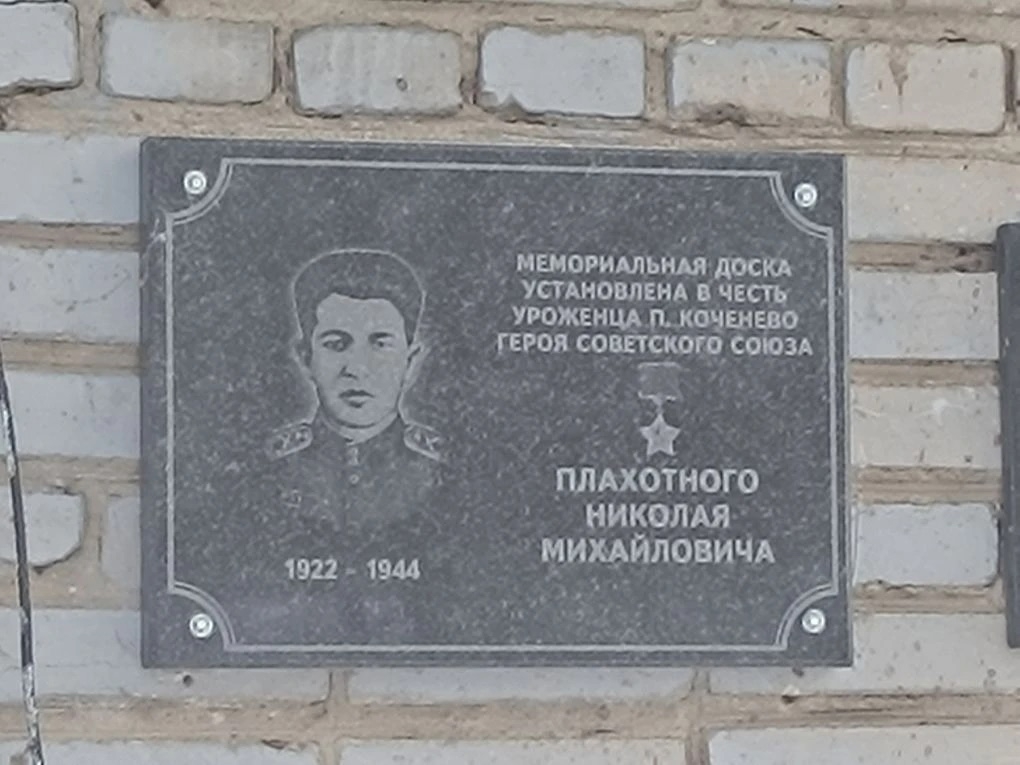 МЕМОРИАЛЬНАЯ ДОСКА
УСТАНОВЛЕНА В ЧЕСТЬ
УРОЖЕНЦА П. КОЧЕНЕВО
ГЕРОЯ СОВЕТСКОГО СОЮЗА
ПЛАХОТНОГО
НИКОЛАЯ
МИХАЙЛОВИЧА
1922 - 1944